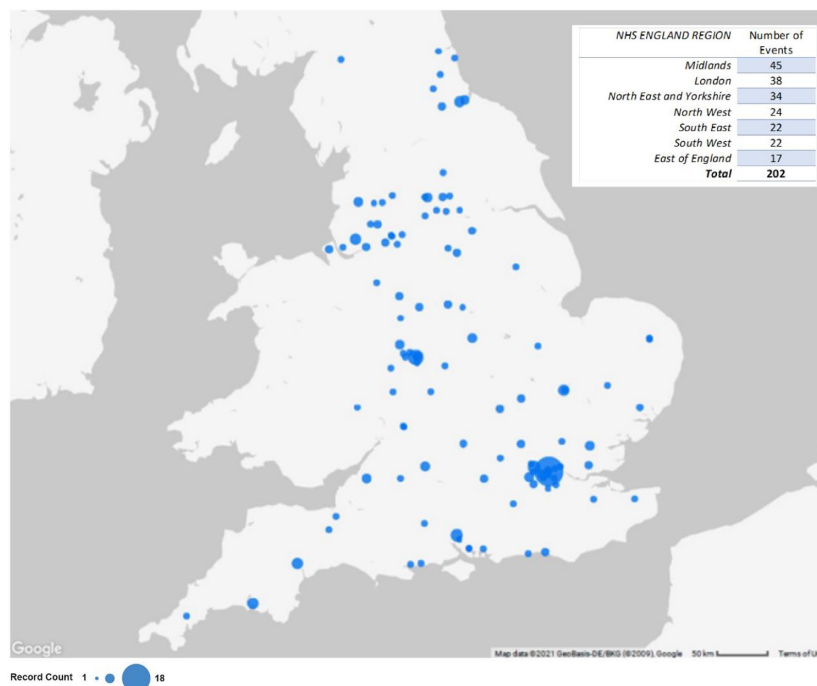 NHS ENGLAND REGION Number of
Events
Midlands 45
London 38
North East and Yorkshire 34
North West 24
South East 22
South West 22
East of England 17
Total 202
Google
Map data ©2021 GeoBasis-DE/BKG (©2009), Google 50 km Terms of U
Record Count 1 18